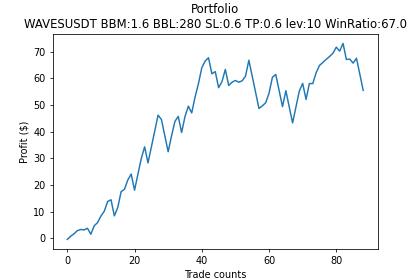 Portfolio
WAVESUSDT BBM:1.6 BBL:280 SL:0.6 TP:0.6 lev:10 WinRatio:67.0
Profit ($)
70
60
50
40
30
20
10
0
0 20 40 60 80
Trade counts